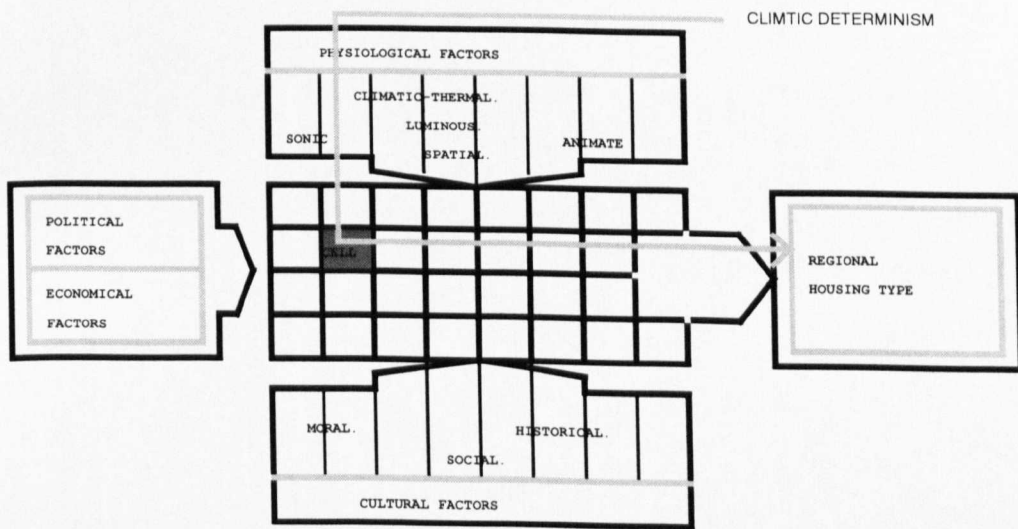 CLIMTIC DETERMINISM
PHYSIOLOGICAL FACTORS
CLIMATIC-THERMAL.
LUMINOUS.
SONIC
ANIMATE
SPATIAL.
POLITICAL
FACTORS
ECONOMICAL
FACTORS
CELL
REGIONAL
HOUSING TYPE
MORAL.
HISTORICAL.
SOCIAL.
CULTURAL FACTORS